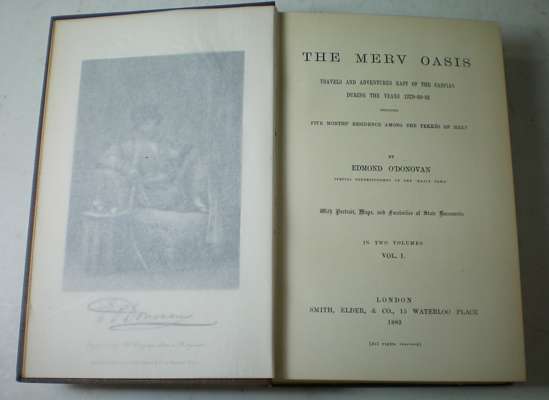 THE MERV OASIS
TRAVELS AND ADVENTURES EAST OF THE CASPIAN
DURING THE YEARS 1879-80-81
INCLUDING
FIVE MONTHS' RESIDENCE AMONG THE TEKKÉS OF MERV
BY
EDMOND O'DONOVAN
SPECIAL CORRESPONDENT OF THE 'DAILY NEWS'
With Portrait, Maps, and Facsimiles of State Documents
IN TWO VOLUMES
VOL. I.
LONDON
SMITH, ELDER, & CO., 15 WATERLOO PLACE
1882
[All rights reserved]
O'Donovan